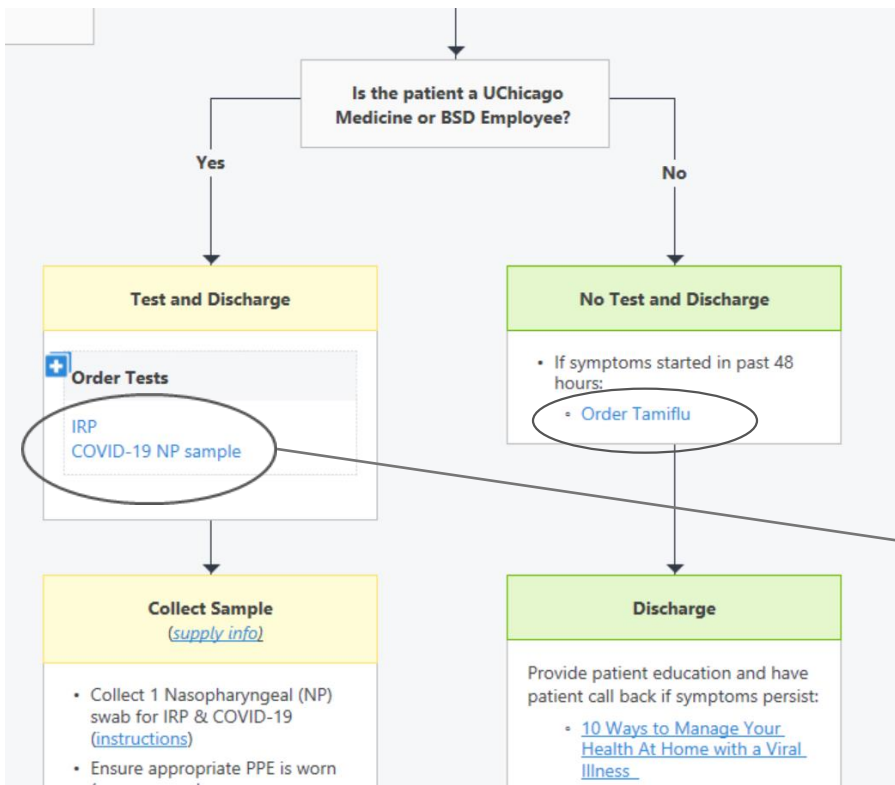 Is the patient a UChicago
Medicine or BSD Employee?
Yes
No
Test and Discharge
Order Tests
IRP
COVID-19 NP sample
No Test and Discharge
• If symptoms started in past 48
hours:
◦ Order Tamiflu
Collect Sample
(supply info)
• Collect 1 Nasopharyngeal (NP)
swab for IRP & COVID-19
(instructions)
• Ensure appropriate PPE is worn
Discharge
Provide patient education and have
patient call back if symptoms persist:
◦ 10 Ways to Manage Your
Health At Home with a Viral
Illness